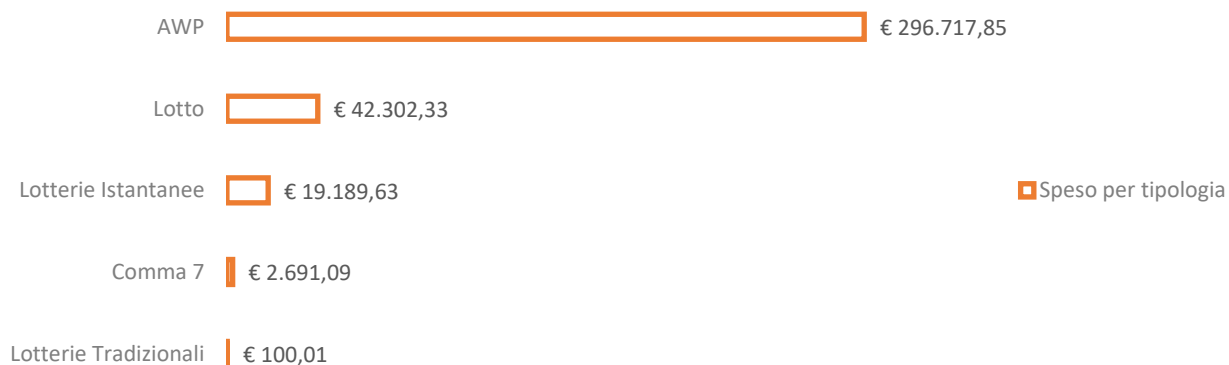 AWP € 296.717,85
Lotto € 42.302,33
Lotterie Istantanee € 19.189,63
Speso per tipologia
Comma 7 € 2.691,09
Lotterie Tradizionali € 100,01